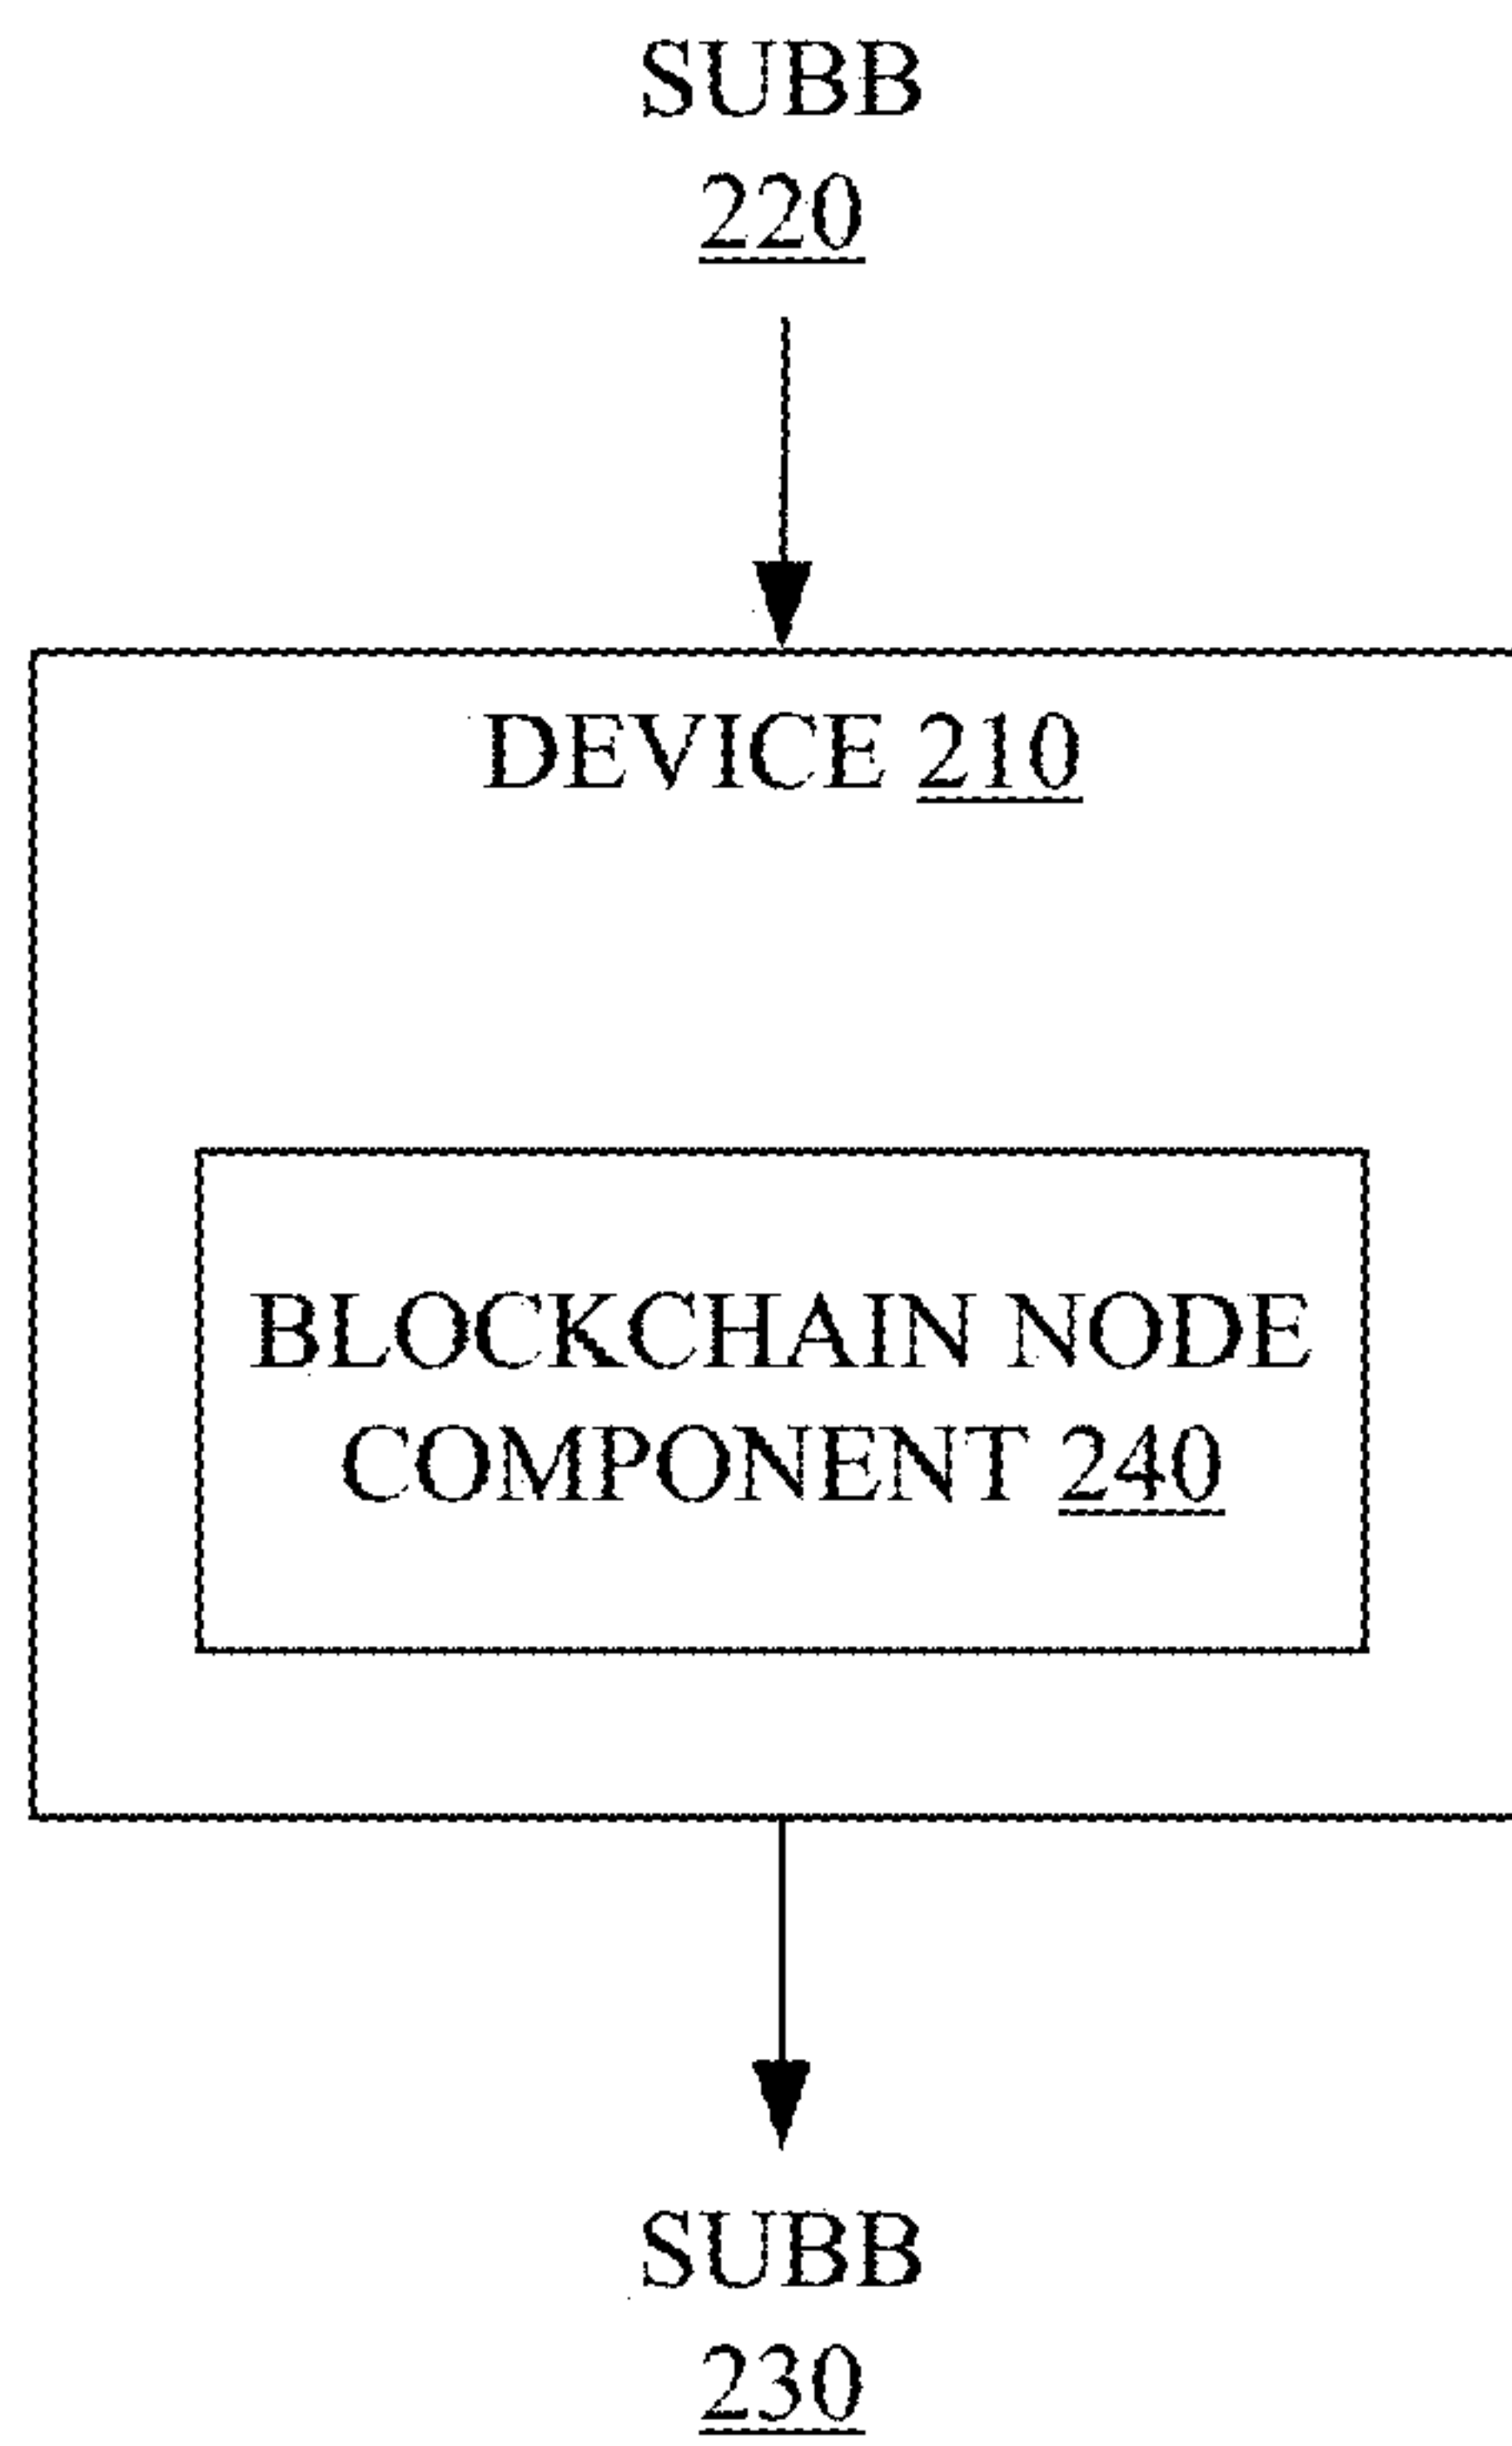 SUBB
220
DEVICE 210
BLOCKCHAIN NODE
COMPONENT 240
SUBB
230